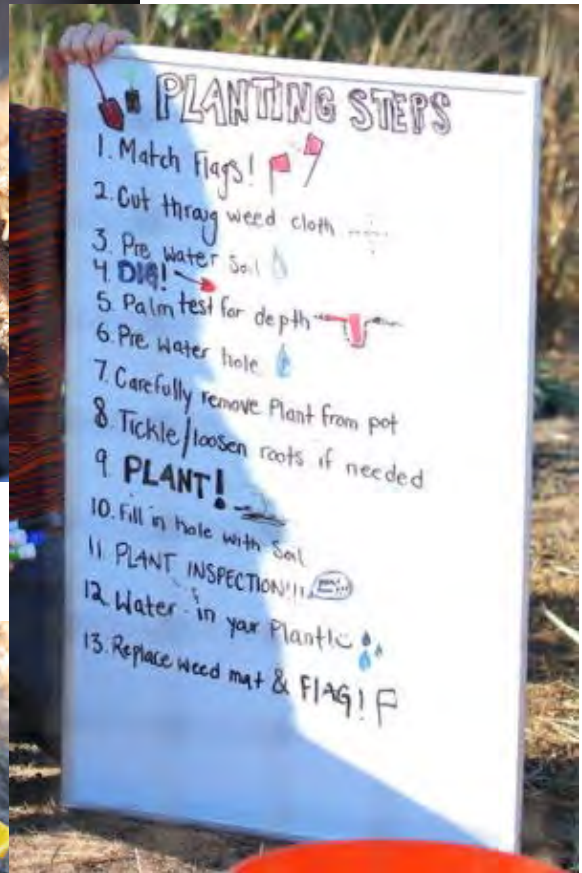 PLANTING STEPS
1. Match Flags!
2. Cut throug weed cloth
3. Pre water Soil
4. DIG!
5. Palm test for depth
6. Pre water hole
7. Carefully remove Plant from pot
8. Tickle/loosen roots if needed
9. PLANT!
10. Fill in hole with Soil
11. PLANT INSPECTION!!!
12. Water - in your Plant
13. Replace weed mat & FLAG!